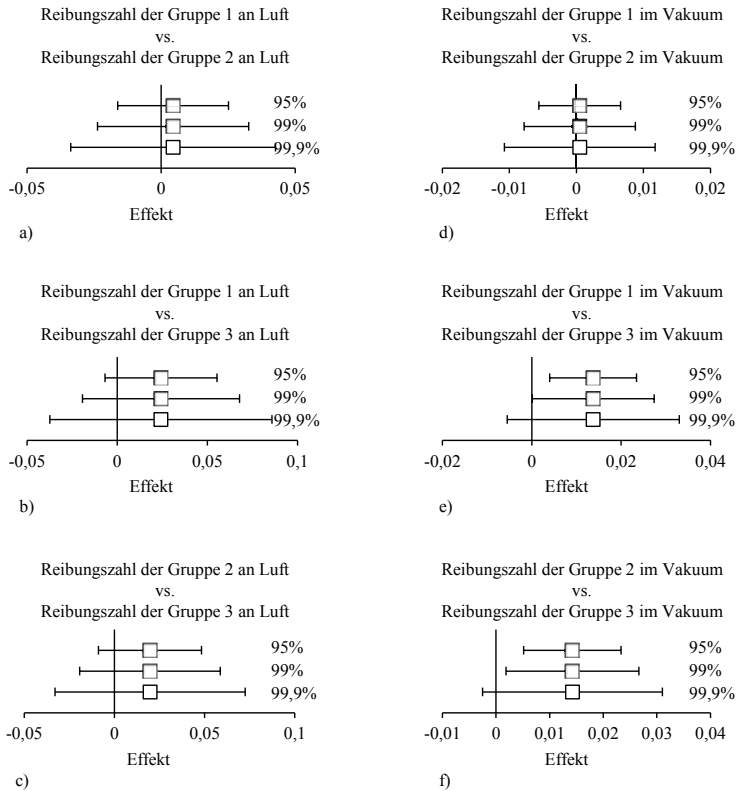 Reibungszahl der Gruppe 1 an Luft
vs.
Reibungszahl der Gruppe 2 an Luft
95%
99%
99,9%
-0,05 0 0,05
Effekt
a)
Reibungszahl der Gruppe 1 im Vakuum
vs.
Reibungszahl der Gruppe 2 im Vakuum
95%
99%
99,9%
-0,02 -0,01 0 0,01 0,02
Effekt
d)
Reibungszahl der Gruppe 1 an Luft
vs.
Reibungszahl der Gruppe 3 an Luft
95%
99%
99,9%
-0,05 0 0,05 0,1
Effekt
b)
Reibungszahl der Gruppe 1 im Vakuum
vs.
Reibungszahl der Gruppe 3 im Vakuum
95%
99%
99,9%
-0,02 0 0,02 0,04
Effekt
e)
Reibungszahl der Gruppe 2 an Luft
vs.
Reibungszahl der Gruppe 3 an Luft
95%
99%
99,9%
-0,05 0 0,05 0,1
Effekt
c)
Reibungszahl der Gruppe 2 im Vakuum
vs.
Reibungszahl der Gruppe 3 im Vakuum
95%
99%
99,9%
-0,01 0 0,01 0,02 0,03 0,04
Effekt
f)